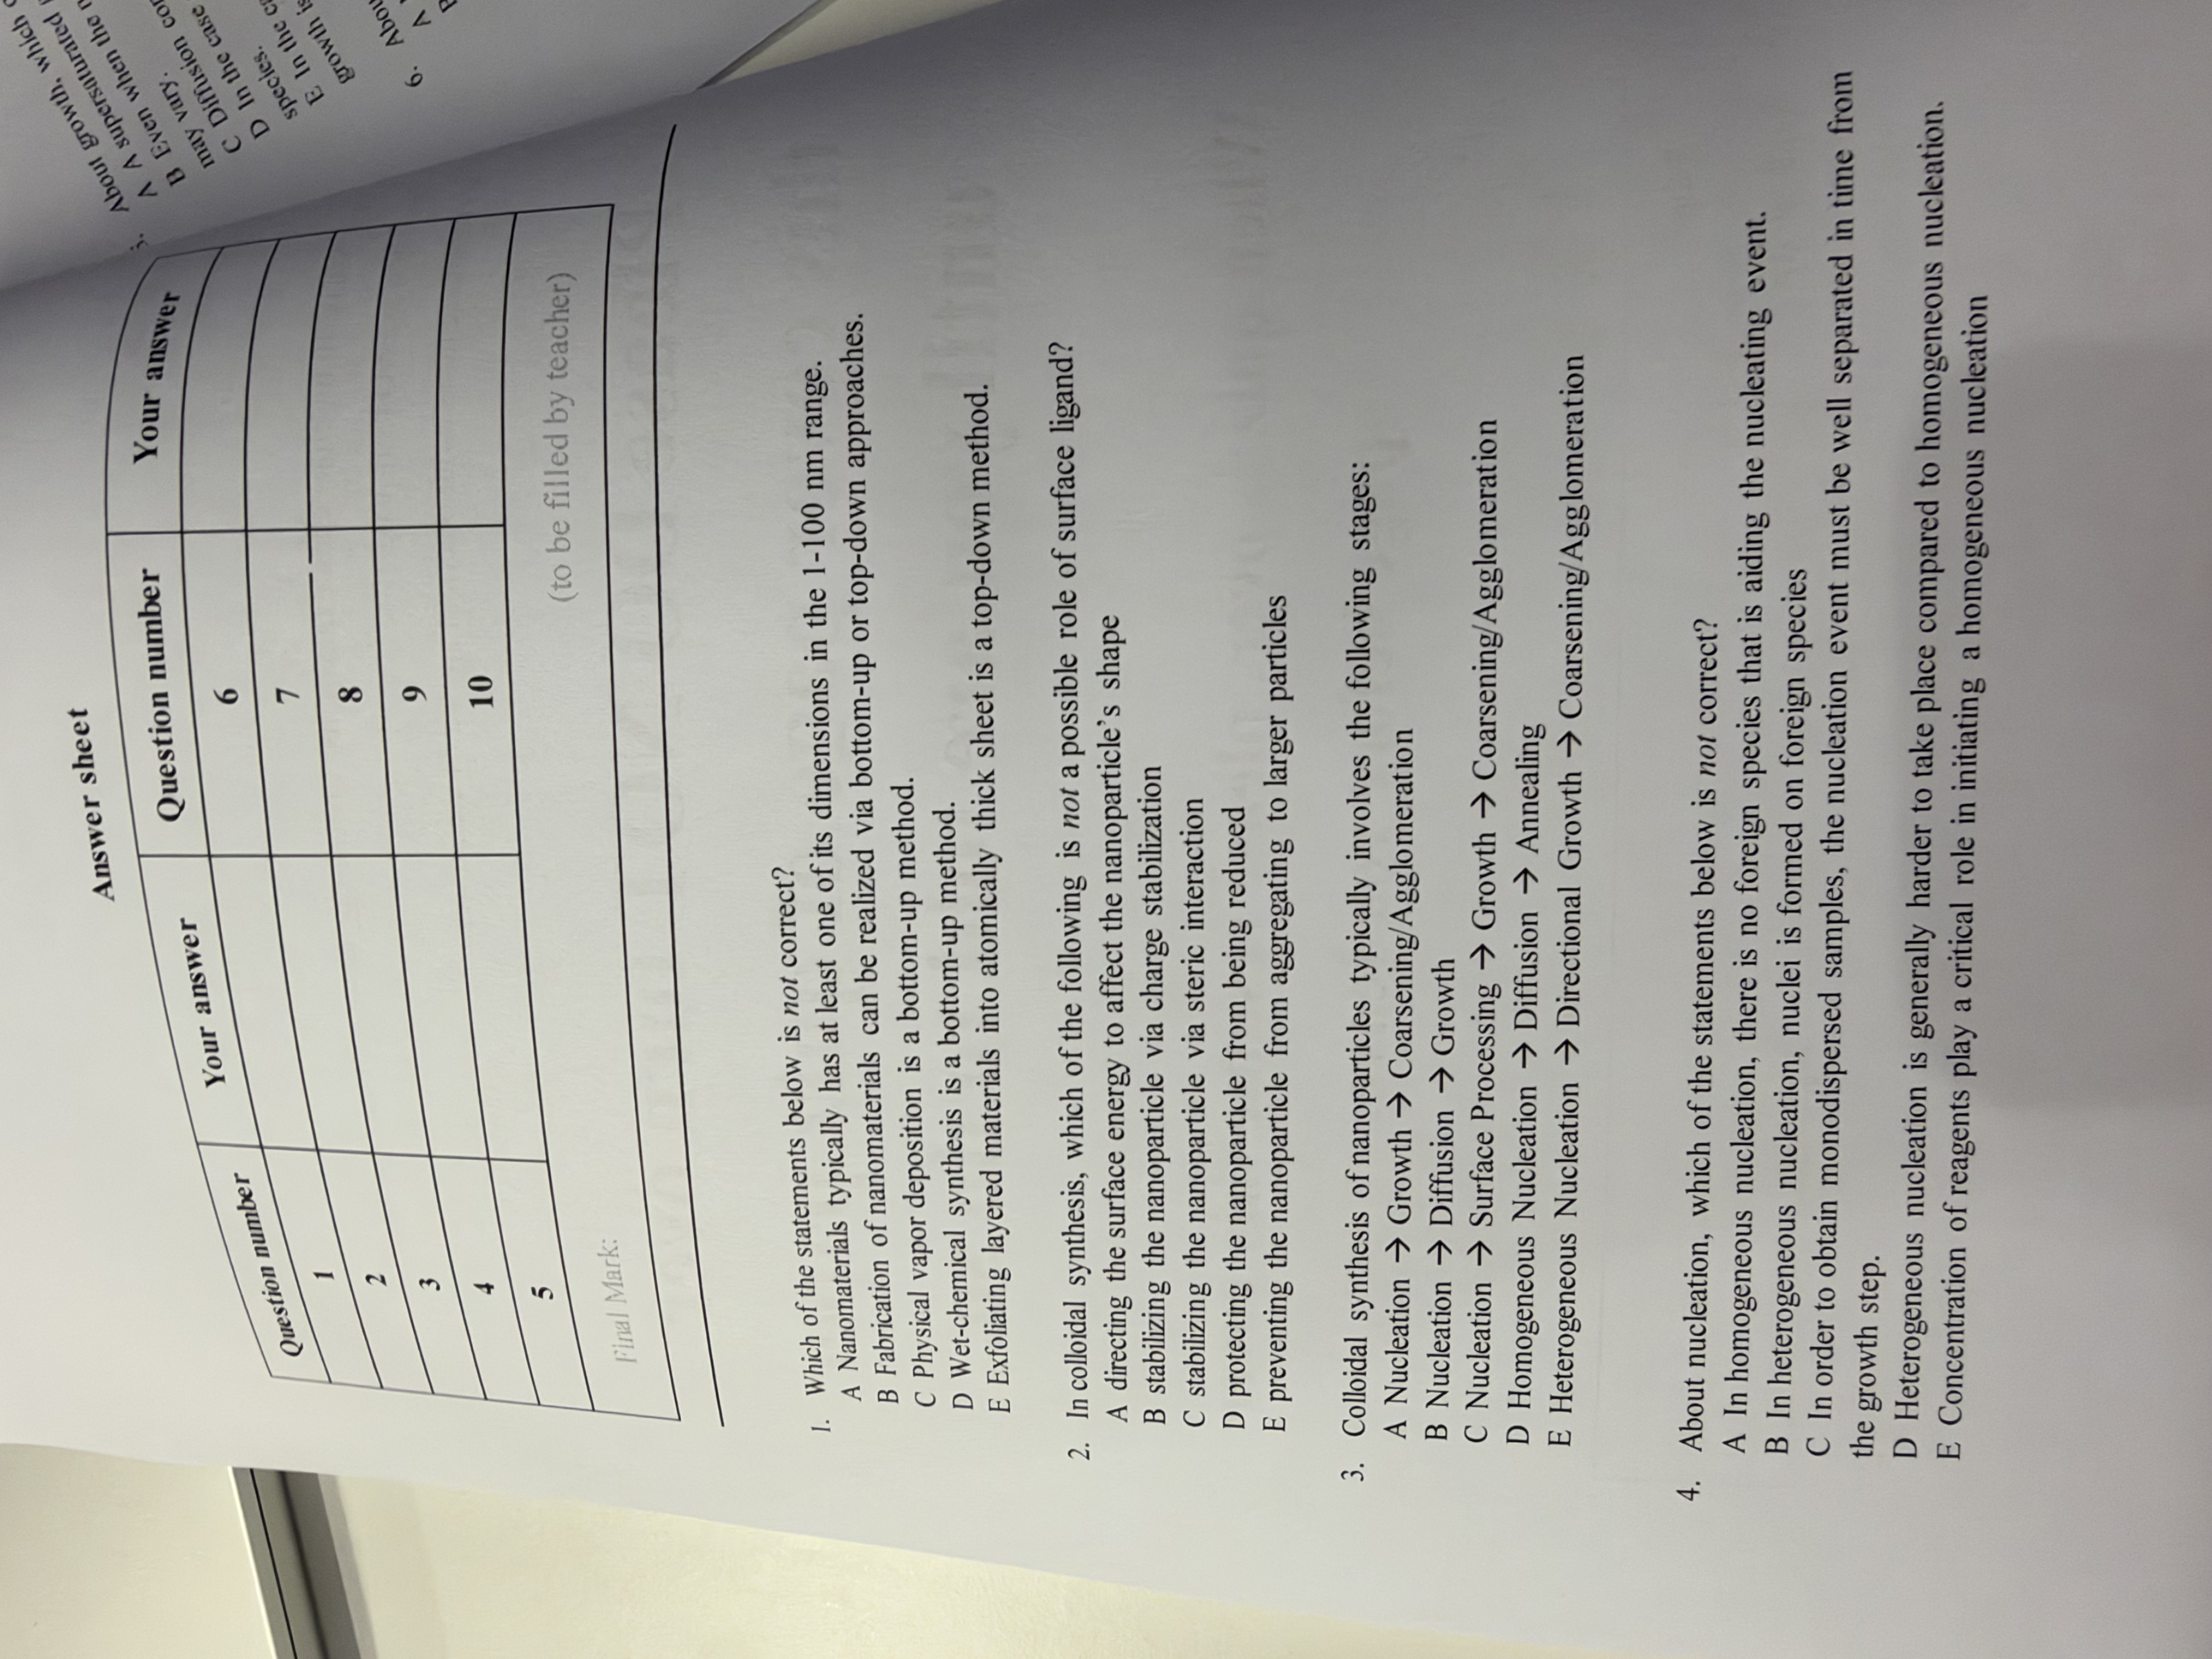 Answer sheet
Question number Your answer Question number Your answer
1 6
2 7
3 8
4 9
5 10
Final Mark: (to be filled by teacher)
1. Which of the statements below is not correct?
A Nanomaterials typically has at least one of its dimensions in the 1-100 nm range.
B Fabrication of nanomaterials can be realized via bottom-up or top-down approaches.
C Physical vapor deposition is a bottom-up method.
D Wet-chemical synthesis is a bottom-up method.
E Exfoliating layered materials into atomically thick sheet is a top-down method.
2. In colloidal synthesis, which of the following is not a possible role of surface ligand?
A directing the surface energy to affect the nanoparticle's shape
B stabilizing the nanoparticle via charge stabilization
C stabilizing the nanoparticle via steric interaction
D protecting the nanoparticle from being reduced
E preventing the nanoparticle from aggregating to larger particles
3. Colloidal synthesis of nanoparticles typically involves the following stages:
A Nucleation → Growth → Coarsening/Agglomeration
B Nucleation → Diffusion → Growth
C Nucleation → Surface Processing → Growth → Coarsening/Agglomeration
D Homogeneous Nucleation → Diffusion → Annealing
E Heterogeneous Nucleation → Directional Growth → Coarsening/Agglomeration
4. About nucleation, which of the statements below is not correct?
A In homogeneous nucleation, there is no foreign species that is aiding the nucleating event.
B In heterogeneous nucleation, nuclei is formed on foreign species
C In order to obtain monodispersed samples, the nucleation event must be well separated in time from
the growth step.
D Heterogeneous nucleation is generally harder to take place compared to homogeneous nucleation.
E Concentration of reagents play a critical role in initiating a homogeneous nucleation
About growth, which
A A supersaturated
B Even when the
may vary.
C Diffusion
D In the case
species.
E In the
growth
6.
A